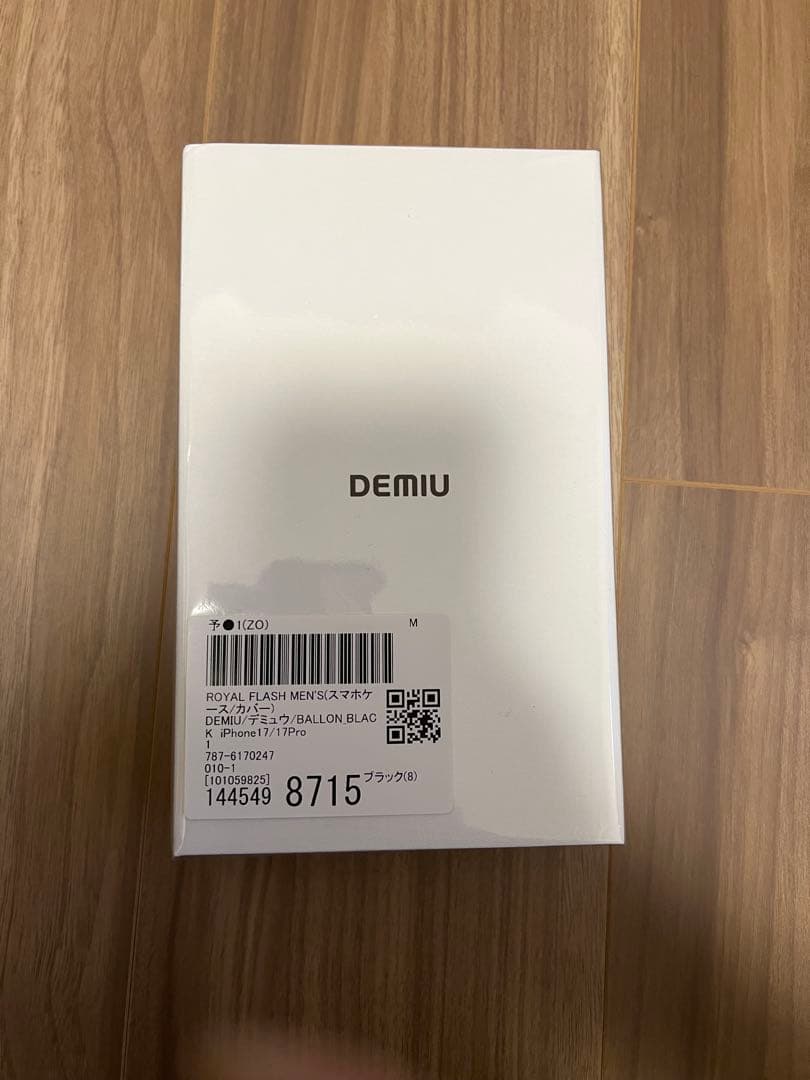 DEMIU
予●1(ZO) M
ROYAL FLASH MEN'S(スマホケ
ース/カバー)
DEMIU/デミュウ/BALLON_BLAC
K iPhone17/17Pro
1
787-6170247
010-1
[101059825]
144549 8715 ブラック(8)